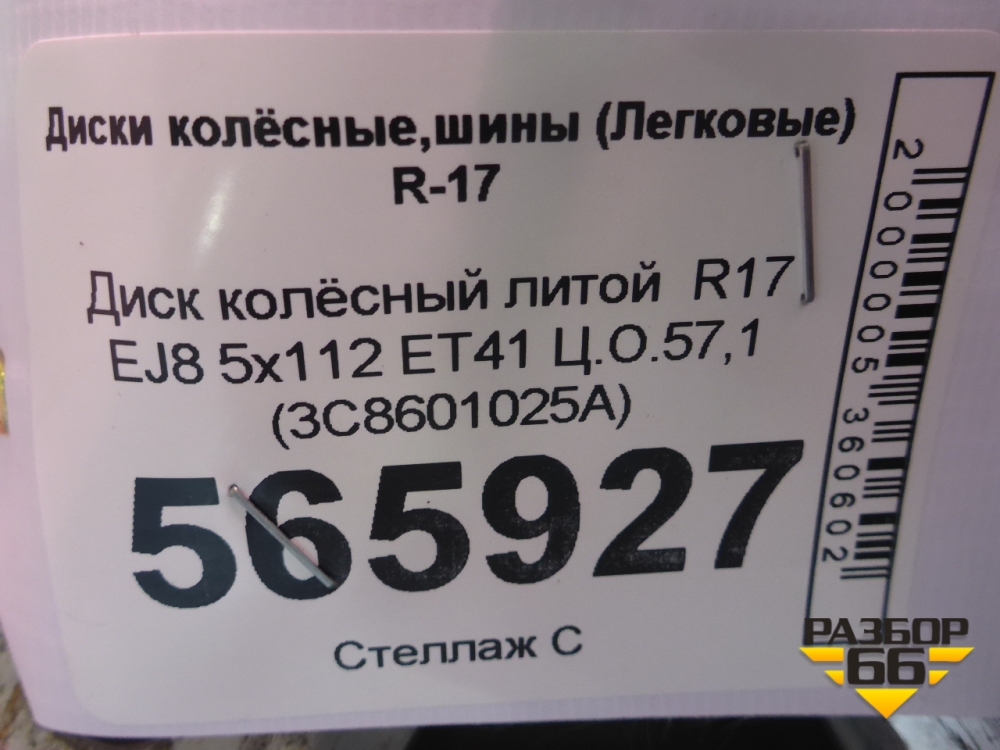 Диски колёсные,шины (Легковые)
R-17
Диск колёсный литой R17
EJ8 5x112 ET41 Ц.О.57,1
(3C8601025A)
565927
Стеллаж С
2000005360602
РАЗБОР
66